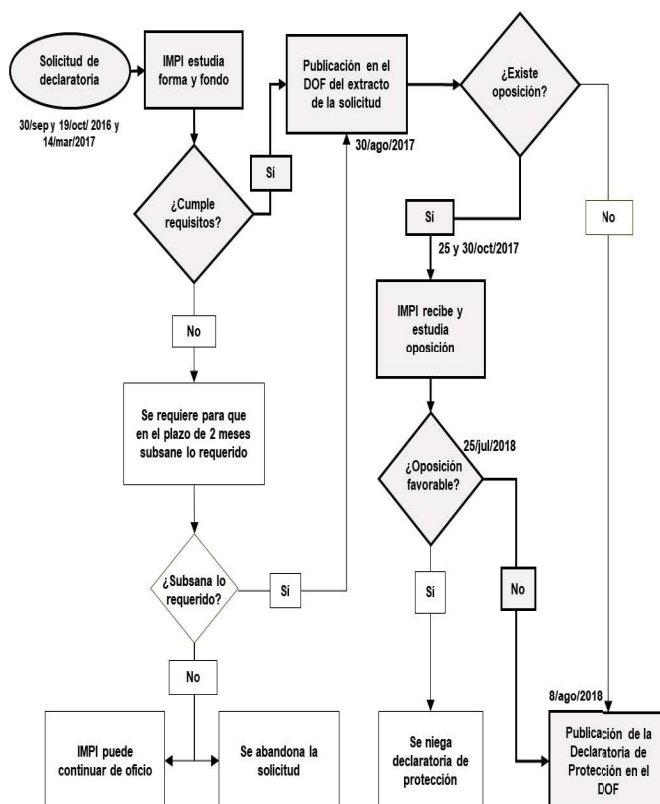 Solicitud de
declaratoria
30/sep y 19/oct/ 2016 y
14/mar/2017
IMPI estudia
forma y fondo
Publicación en el
DOF del extracto
de la solicitud
30/ago/2017
¿Existe
oposición?
Sí
¿Cumple
requisitos?
Sí
No
25 y 30/oct/2017
IMPI recibe y
estudia
oposición
No
Se requiere para que
en el plazo de 2 meses
subsane lo requerido
25/jul/2018
¿Oposición
favorable?
¿Subsana lo
requerido?
Sí
Sí
No
No
8/ago/2018
IMPI puede
continuar de oficio
Se abandona la
solicitud
Se niega
declaratoria de
protección
Publicación de la
Declaratoria de
Protección en el
DOF